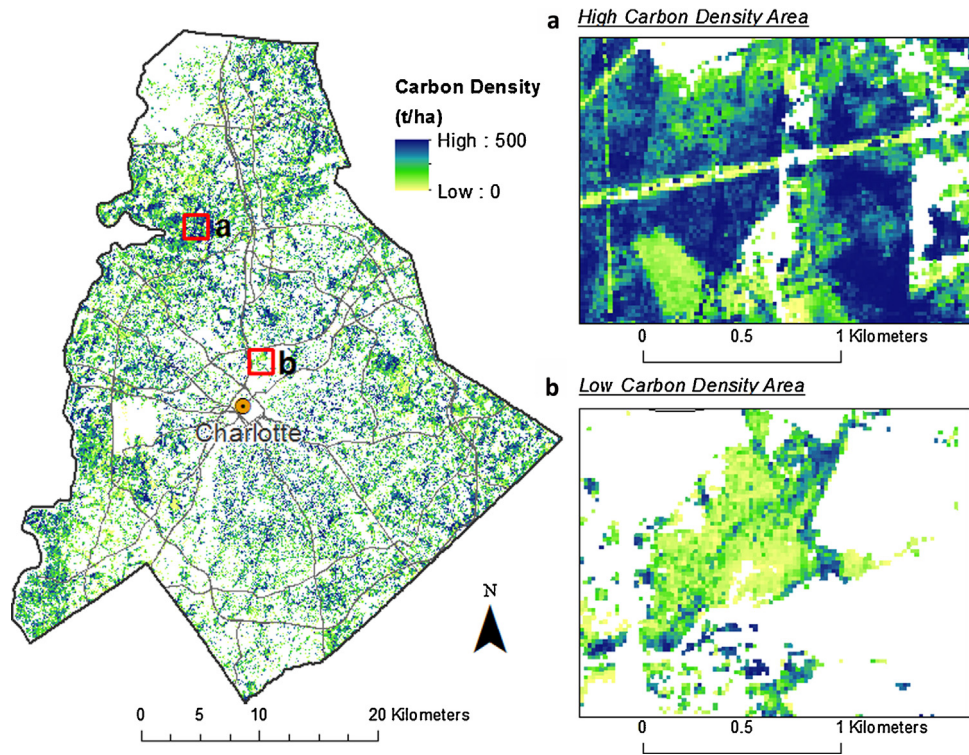 a High Carbon Density Area
Carbon Density
(t/ha)
High : 500
Low : 0
a
b
Charlotte
N
0 5 10 20 Kilometers
0 0.5 1 Kilometers
b Low Carbon Density Area
0 0.5 1 Kilometers